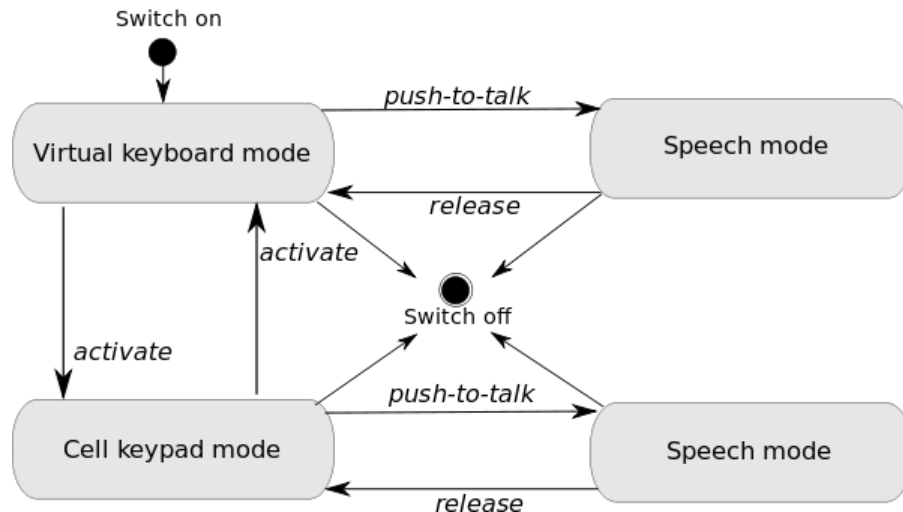 Switch on
push-to-talk
Virtual keyboard mode
Speech mode
release
activate
Switch off
activate
push-to-talk
Cell keypad mode
Speech mode
release